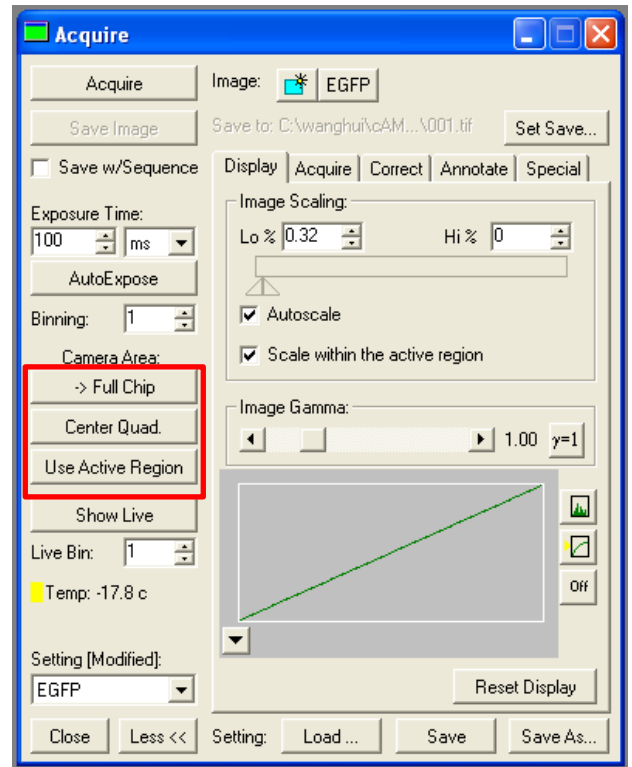 Acquire
Acquire
Image: EGFP
Save Image
Save to: C:\wanghui\cAM...\001.tif
Set Save...
Save w/Sequence
Display Acquire Correct Annotate Special
Image Scaling:
Exposure Time:
100 ms
Lo % 0.32 Hi % 0
AutoExpose
Binning: 1
Autoscale
Camera Area:
Scale within the active region
-> Full Chip
Image Gamma:
Center Quad.
1.00 γ=1
Use Active Region
Show Live
Live Bin: 1
Temp: -17.8 c
Off
Setting [Modified]:
EGFP
Reset Display
Close Less << Setting: Load ... Save Save As...